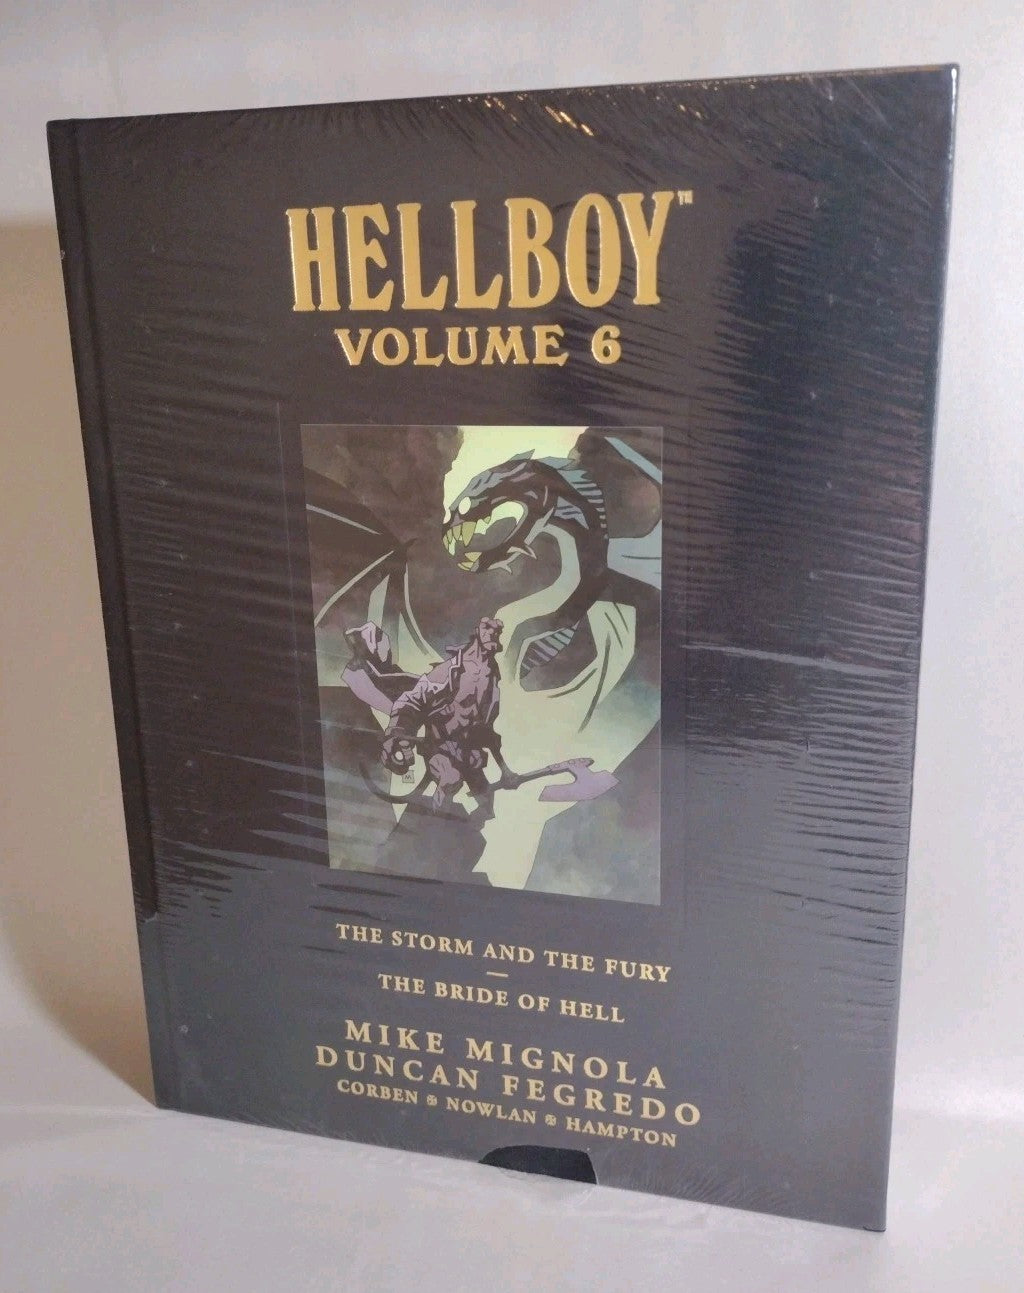 HELLBOY™
VOLUME 6
THE STORM AND THE FURY
—
THE BRIDE OF HELL
MIKE MIGNOLA
DUNCAN FEGREDO
CORBEN ✠ NOWLAN ✠ HAMPTON